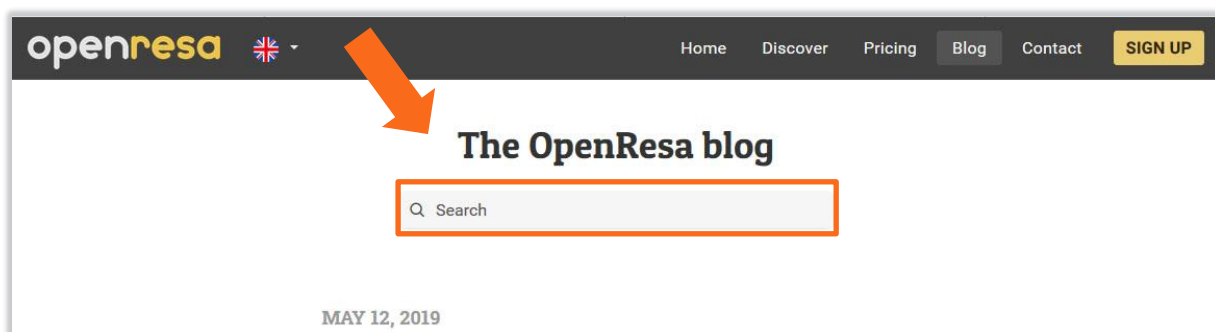 openresa
Home Discover Pricing Blog Contact SIGN UP
The OpenResa blog
Search
MAY 12, 2019